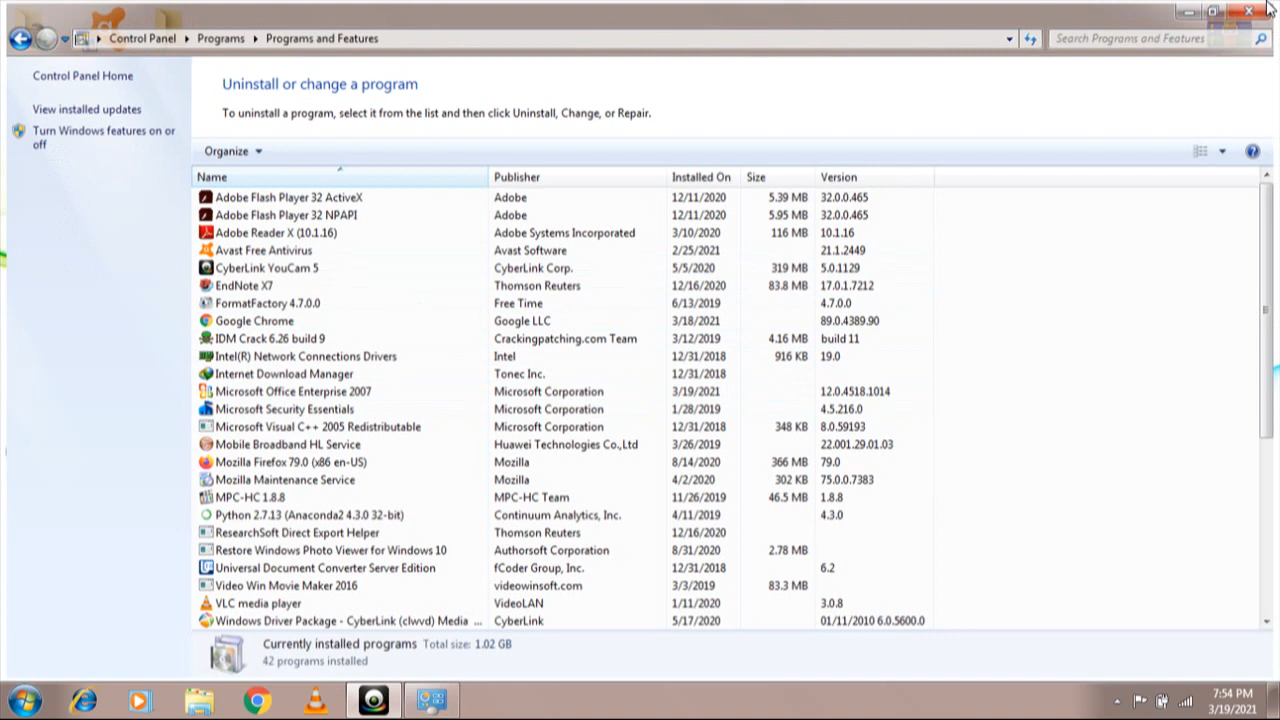 Control Panel Programs Programs and Features Search Programs and Features
Control Panel Home
View installed updates
Turn Windows features on or
off
Uninstall or change a program
To uninstall a program, select it from the list and then click Uninstall, Change, or Repair.
Organize
Name Publisher Installed On Size Version
Adobe Flash Player 32 ActiveX Adobe 12/11/2020 5.39 MB 32.0.0.465
Adobe Flash Player 32 NPAPI Adobe 12/11/2020 5.95 MB 32.0.0.465
Adobe Reader X (10.1.16) Adobe Systems Incorporated 3/10/2020 116 MB 10.1.16
Avast Free Antivirus Avast Software 2/25/2021 21.1.2449
CyberLink YouCam 5 CyberLink Corp. 5/5/2020 319 MB 5.0.1129
EndNote X7 Thomson Reuters 12/16/2020 83.8 MB 17.0.1.7212
FormatFactory 4.7.0.0 Free Time 6/13/2019 4.7.0.0
Google Chrome Google LLC 3/18/2021 89.0.4389.90
IDM Crack 6.26 build 9 Crackingpatching.com Team 3/12/2019 4.16 MB build 11
Intel(R) Network Connections Drivers Intel 12/31/2018 916 KB 19.0
Internet Download Manager Tonec Inc. 12/31/2018
Microsoft Office Enterprise 2007 Microsoft Corporation 3/19/2021 12.0.4518.1014
Microsoft Security Essentials Microsoft Corporation 1/28/2019 4.5.216.0
Microsoft Visual C++ 2005 Redistributable Microsoft Corporation 12/31/2018 348 KB 8.0.59193
Mobile Broadband HL Service Huawei Technologies Co.,Ltd 3/26/2019 22.001.29.01.03
Mozilla Firefox 79.0 (x86 en-US) Mozilla 8/14/2020 366 MB 79.0
Mozilla Maintenance Service Mozilla 4/2/2020 302 KB 75.0.0.7383
MPC-HC 1.8.8 MPC-HC Team 11/26/2019 46.5 MB 1.8.8
Python 2.7.13 (Anaconda2 4.3.0 32-bit) Continuum Analytics, Inc. 4/11/2019 4.3.0
ResearchSoft Direct Export Helper Thomson Reuters 12/16/2020
Restore Windows Photo Viewer for Windows 10 Authorsoft Corporation 8/31/2020 2.78 MB
Universal Document Converter Server Edition fCoder Group, Inc. 12/31/2018 6.2
Video Win Movie Maker 2016 videowinsoft.com 3/3/2019 83.3 MB
VLC media player VideoLAN 1/11/2020 3.0.8
Windows Driver Package - CyberLink (clwvd) Media ... CyberLink 5/17/2020 01/11/2010 6.0.5600.0
Currently installed programs Total size: 1.02 GB
42 programs installed
7:54 PM
3/19/2021